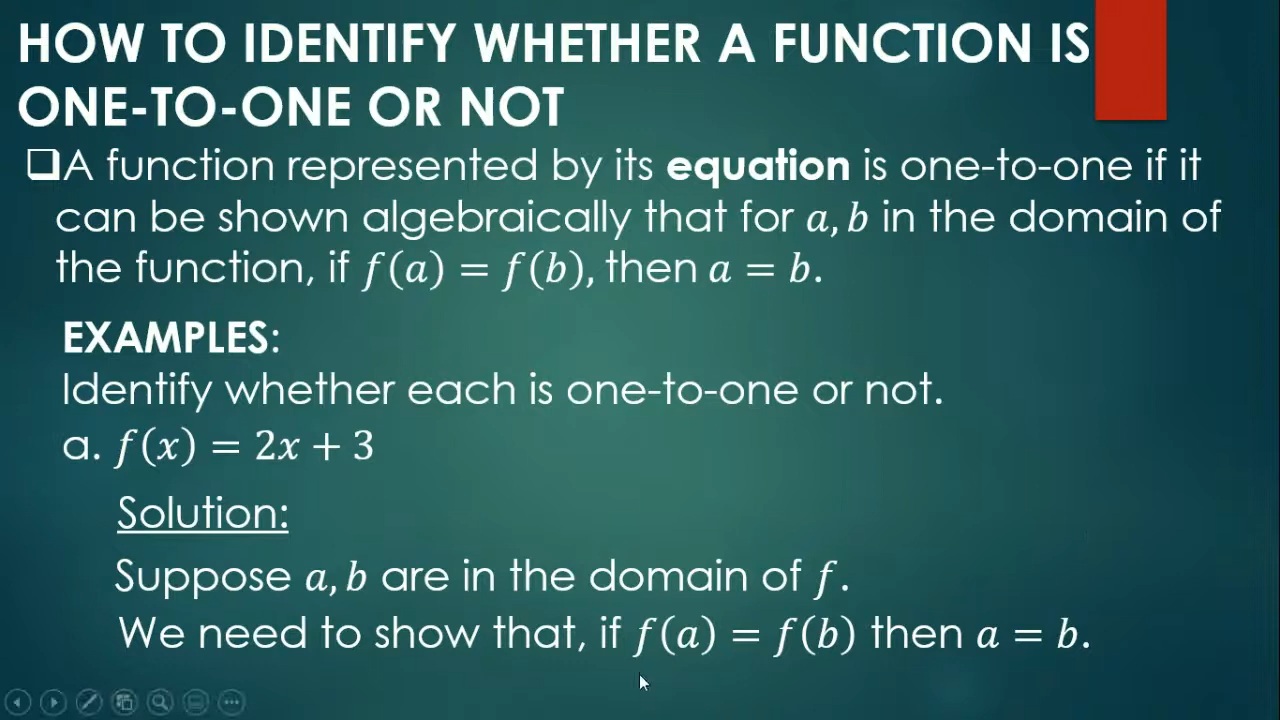 HOW TO IDENTIFY WHETHER A FUNCTION IS
ONE-TO-ONE OR NOT
❑A function represented by its equation is one-to-one if it
can be shown algebraically that for a, b in the domain of
the function, if f(a) = f(b), then a = b.
EXAMPLES:
Identify whether each is one-to-one or not.
a. f(x) = 2x + 3
Solution:
Suppose a, b are in the domain of f.
We need to show that, if f(a) = f(b) then a = b.